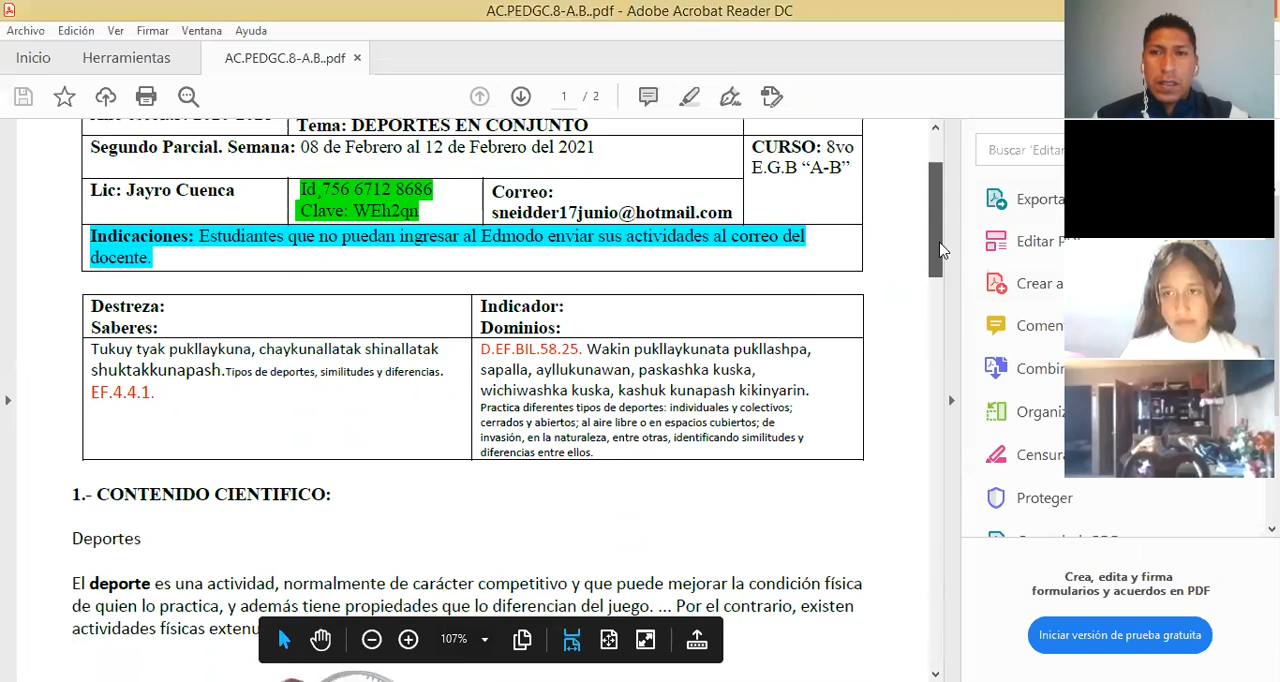 AC.PEDGC.8-A.B..pdf - Adobe Acrobat Reader DC
Archivo Edición Ver Firmar Ventana Ayuda
Inicio Herramientas AC.PEDGC.8-A.B..pdf ×
1 / 2
Tema: DEPORTES EN CONJUNTO
Segundo Parcial. Semana: 08 de Febrero al 12 de Febrero del 2021
CURSO: 8vo
E.G.B “A-B”
Lic: Jayro Cuenca
Id¸756 6712 8686
Clave: WEh2qn
Correo:
sneidder17junio@hotmail.com
Indicaciones: Estudiantes que no puedan ingresar al Edmodo enviar sus actividades al correo del
docente.
Destreza:
Saberes:
Indicador:
Dominios:
Tukuy tyak pukllaykuna, chaykunallatak shinallatak
shuktakkunapash.Tipos de deportes, similitudes y diferencias.
EF.4.4.1.
D.EF.BIL.58.25. Wakin pukllaykunata pukllashpa,
sapalla, ayllukunawan, paskashka kuska,
wichiwashka kuska, kashuk kunapash kikinyarin.
Practica diferentes tipos de deportes: individuales y colectivos;
cerrados y abiertos; al aire libre o en espacios cubiertos; de
invasión, en la naturaleza, entre otras, identificando similitudes y
diferencias entre ellos.
1.- CONTENIDO CIENTIFICO:
Deportes
El deporte es una actividad, normalmente de carácter competitivo y que puede mejorar la condición física
de quien lo practica, y además tiene propiedades que lo diferencian del juego. ... Por el contrario, existen
actividades físicas extenu
107%
Buscar 'Editar
Exporta
Editar P
Crear a
Comen
Combin
Organiz
Censura
Proteger
Crea, edita y firma
formularios y acuerdos en PDF
Iniciar versión de prueba gratuita